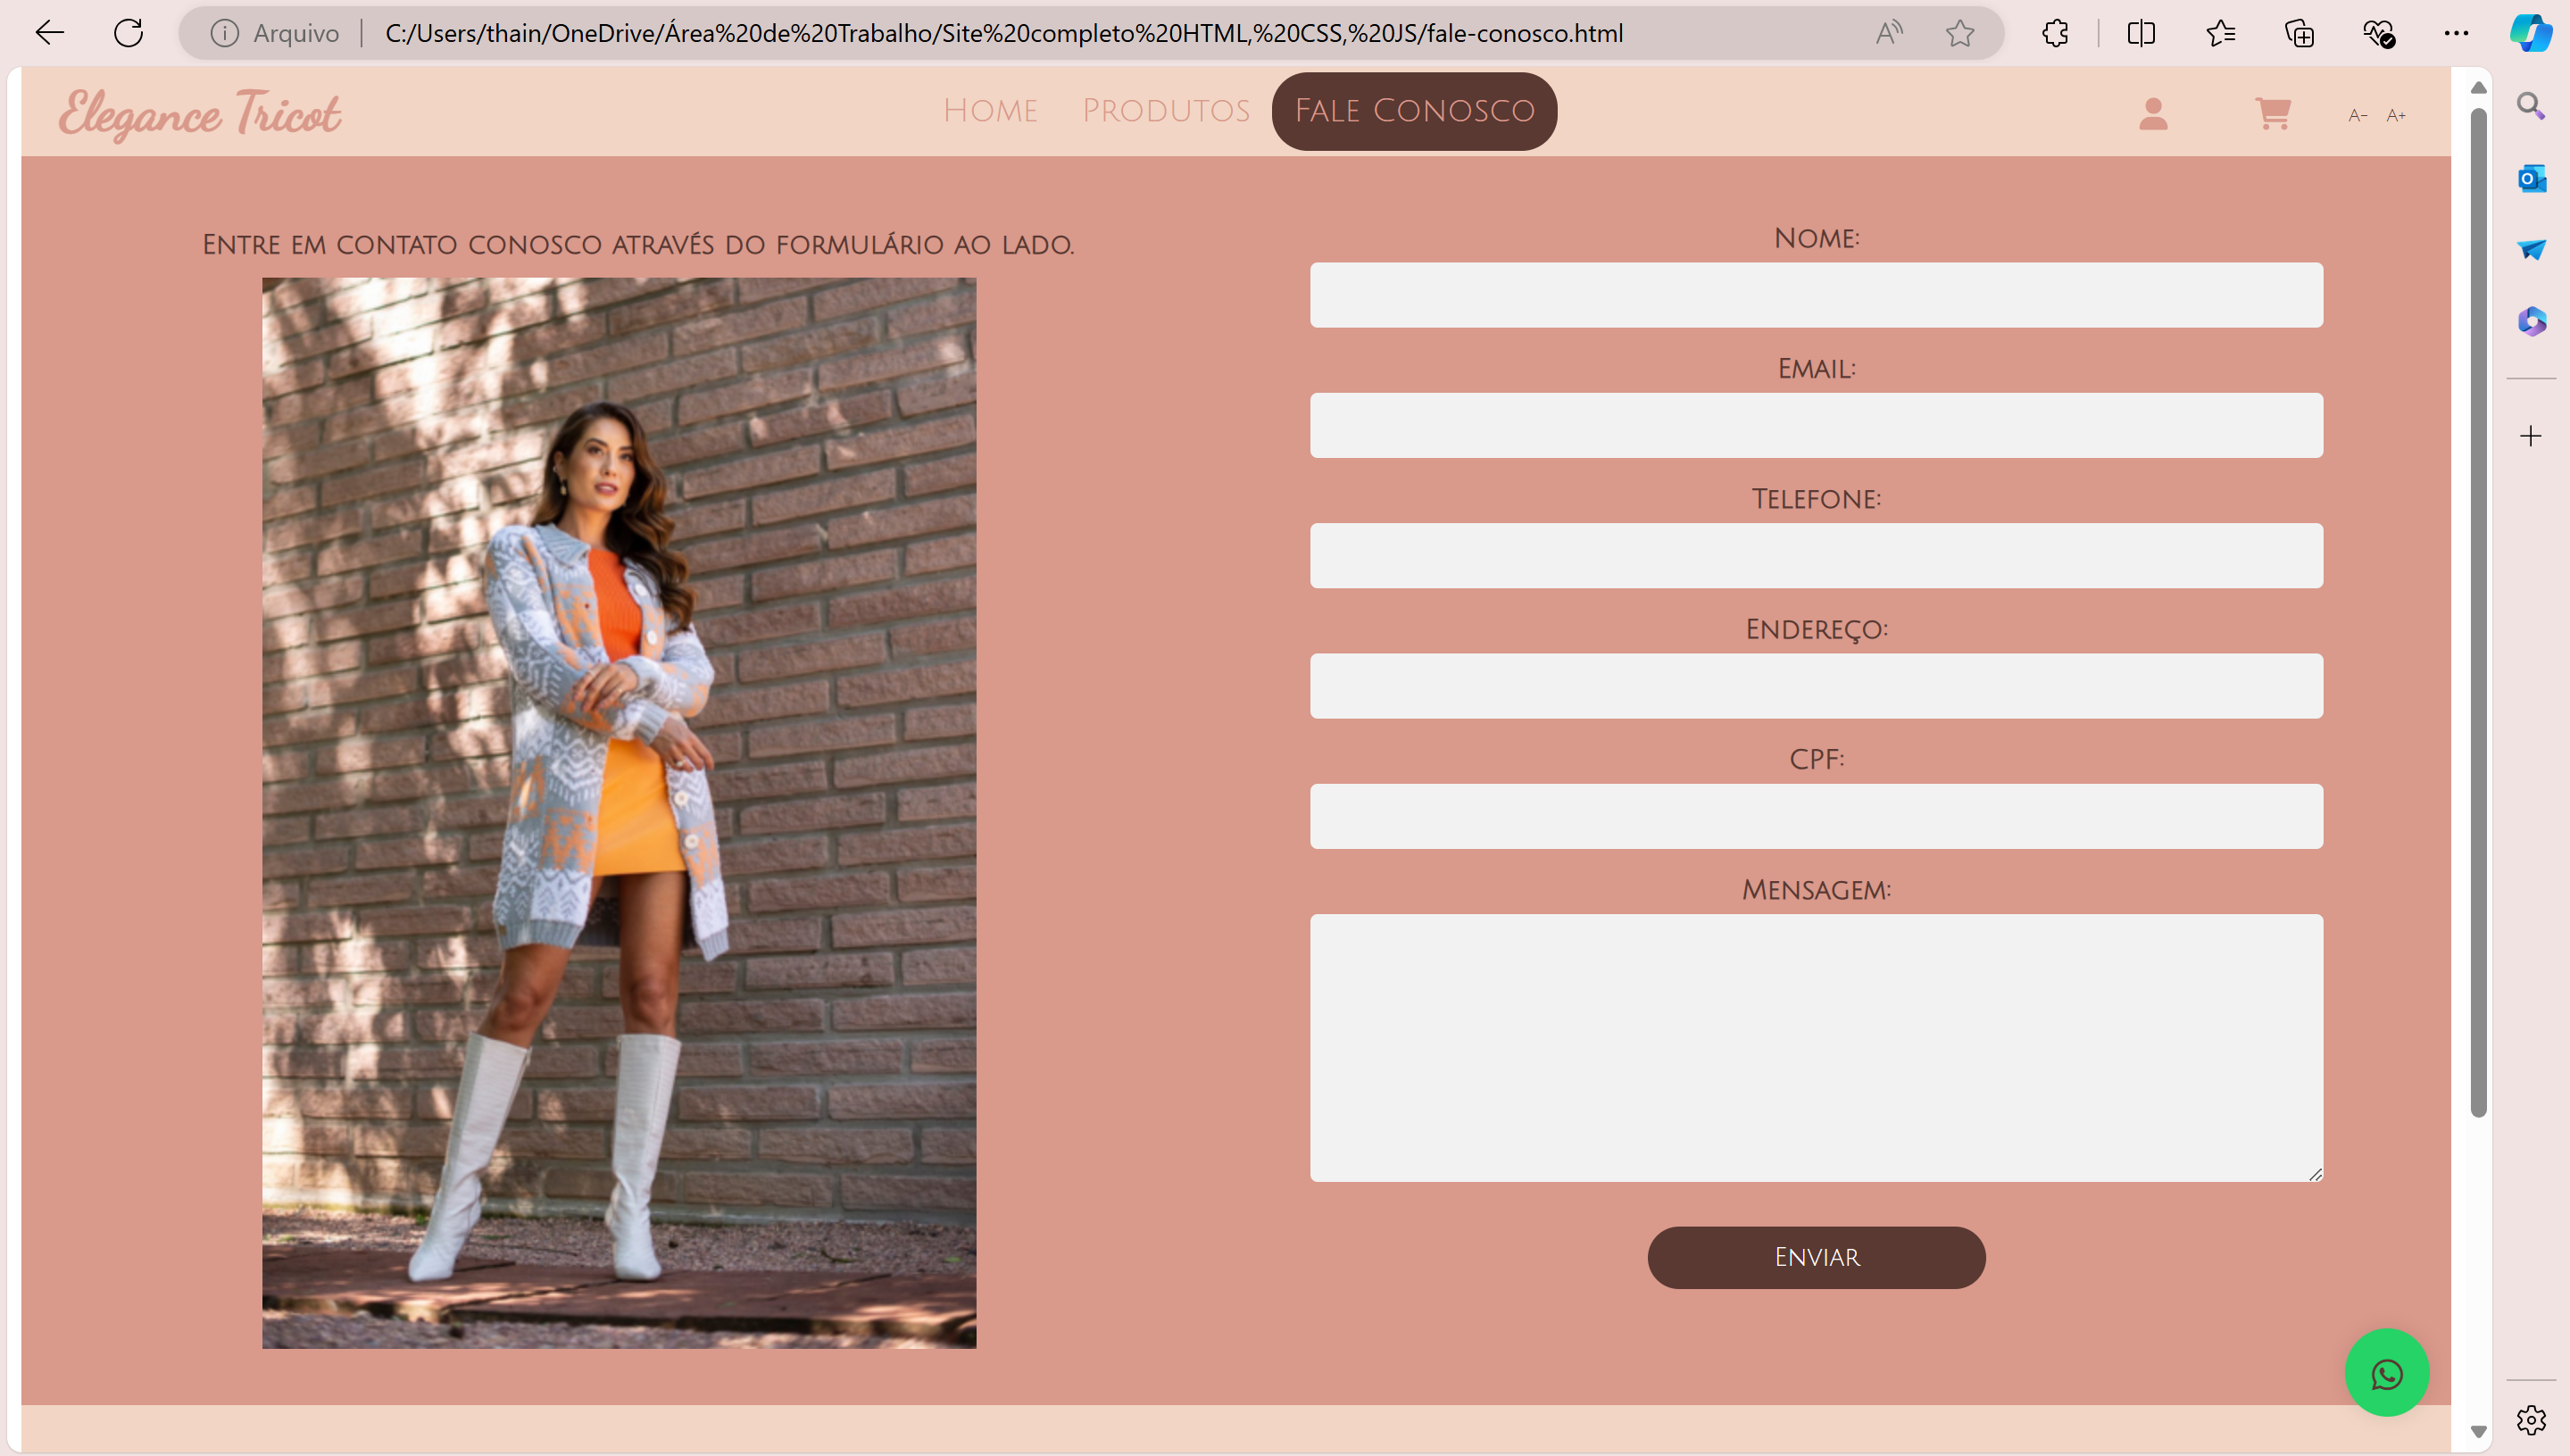 Arquivo
C:/Users/thain/OneDrive/Área%20de%20Trabalho/Site%20completo%20HTML,%20CSS,%20JS/fale-conosco.html
Elegance Tricot
Home
Produtos
Fale Conosco
A-
A+
Entre em contato conosco através do formulário ao lado.
Nome:
Email:
Telefone:
Endereço:
CPF:
Mensagem:
Enviar